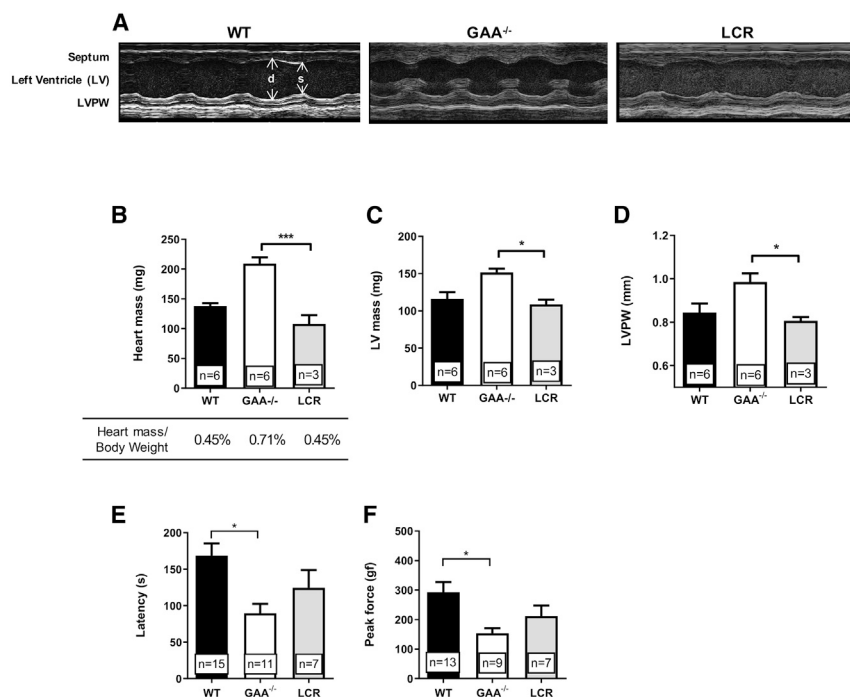 A
WT GAA-/- LCR
Septum
Left Ventricle (LV)
LVPW
d s
B
***
Heart mass (mg)
250
200
150
100
50
0
n=6 n=6 n=3
WT GAA-/- LCR
Heart mass/
Body Weight
0.45% 0.71% 0.45%
C
*
LV mass (mg)
200
150
100
50
0
n=6 n=6 n=3
WT GAA-/- LCR
D
*
LVPW (mm)
1.2
1.0
0.8
0.6
n=6 n=6 n=3
WT GAA-/- LCR
E
*
Latency (s)
200
150
100
50
0
n=15 n=11 n=7
WT GAA-/- LCR
F
*
Peak force (gf)
500
400
300
200
100
0
n=13 n=9 n=7
WT GAA-/- LCR